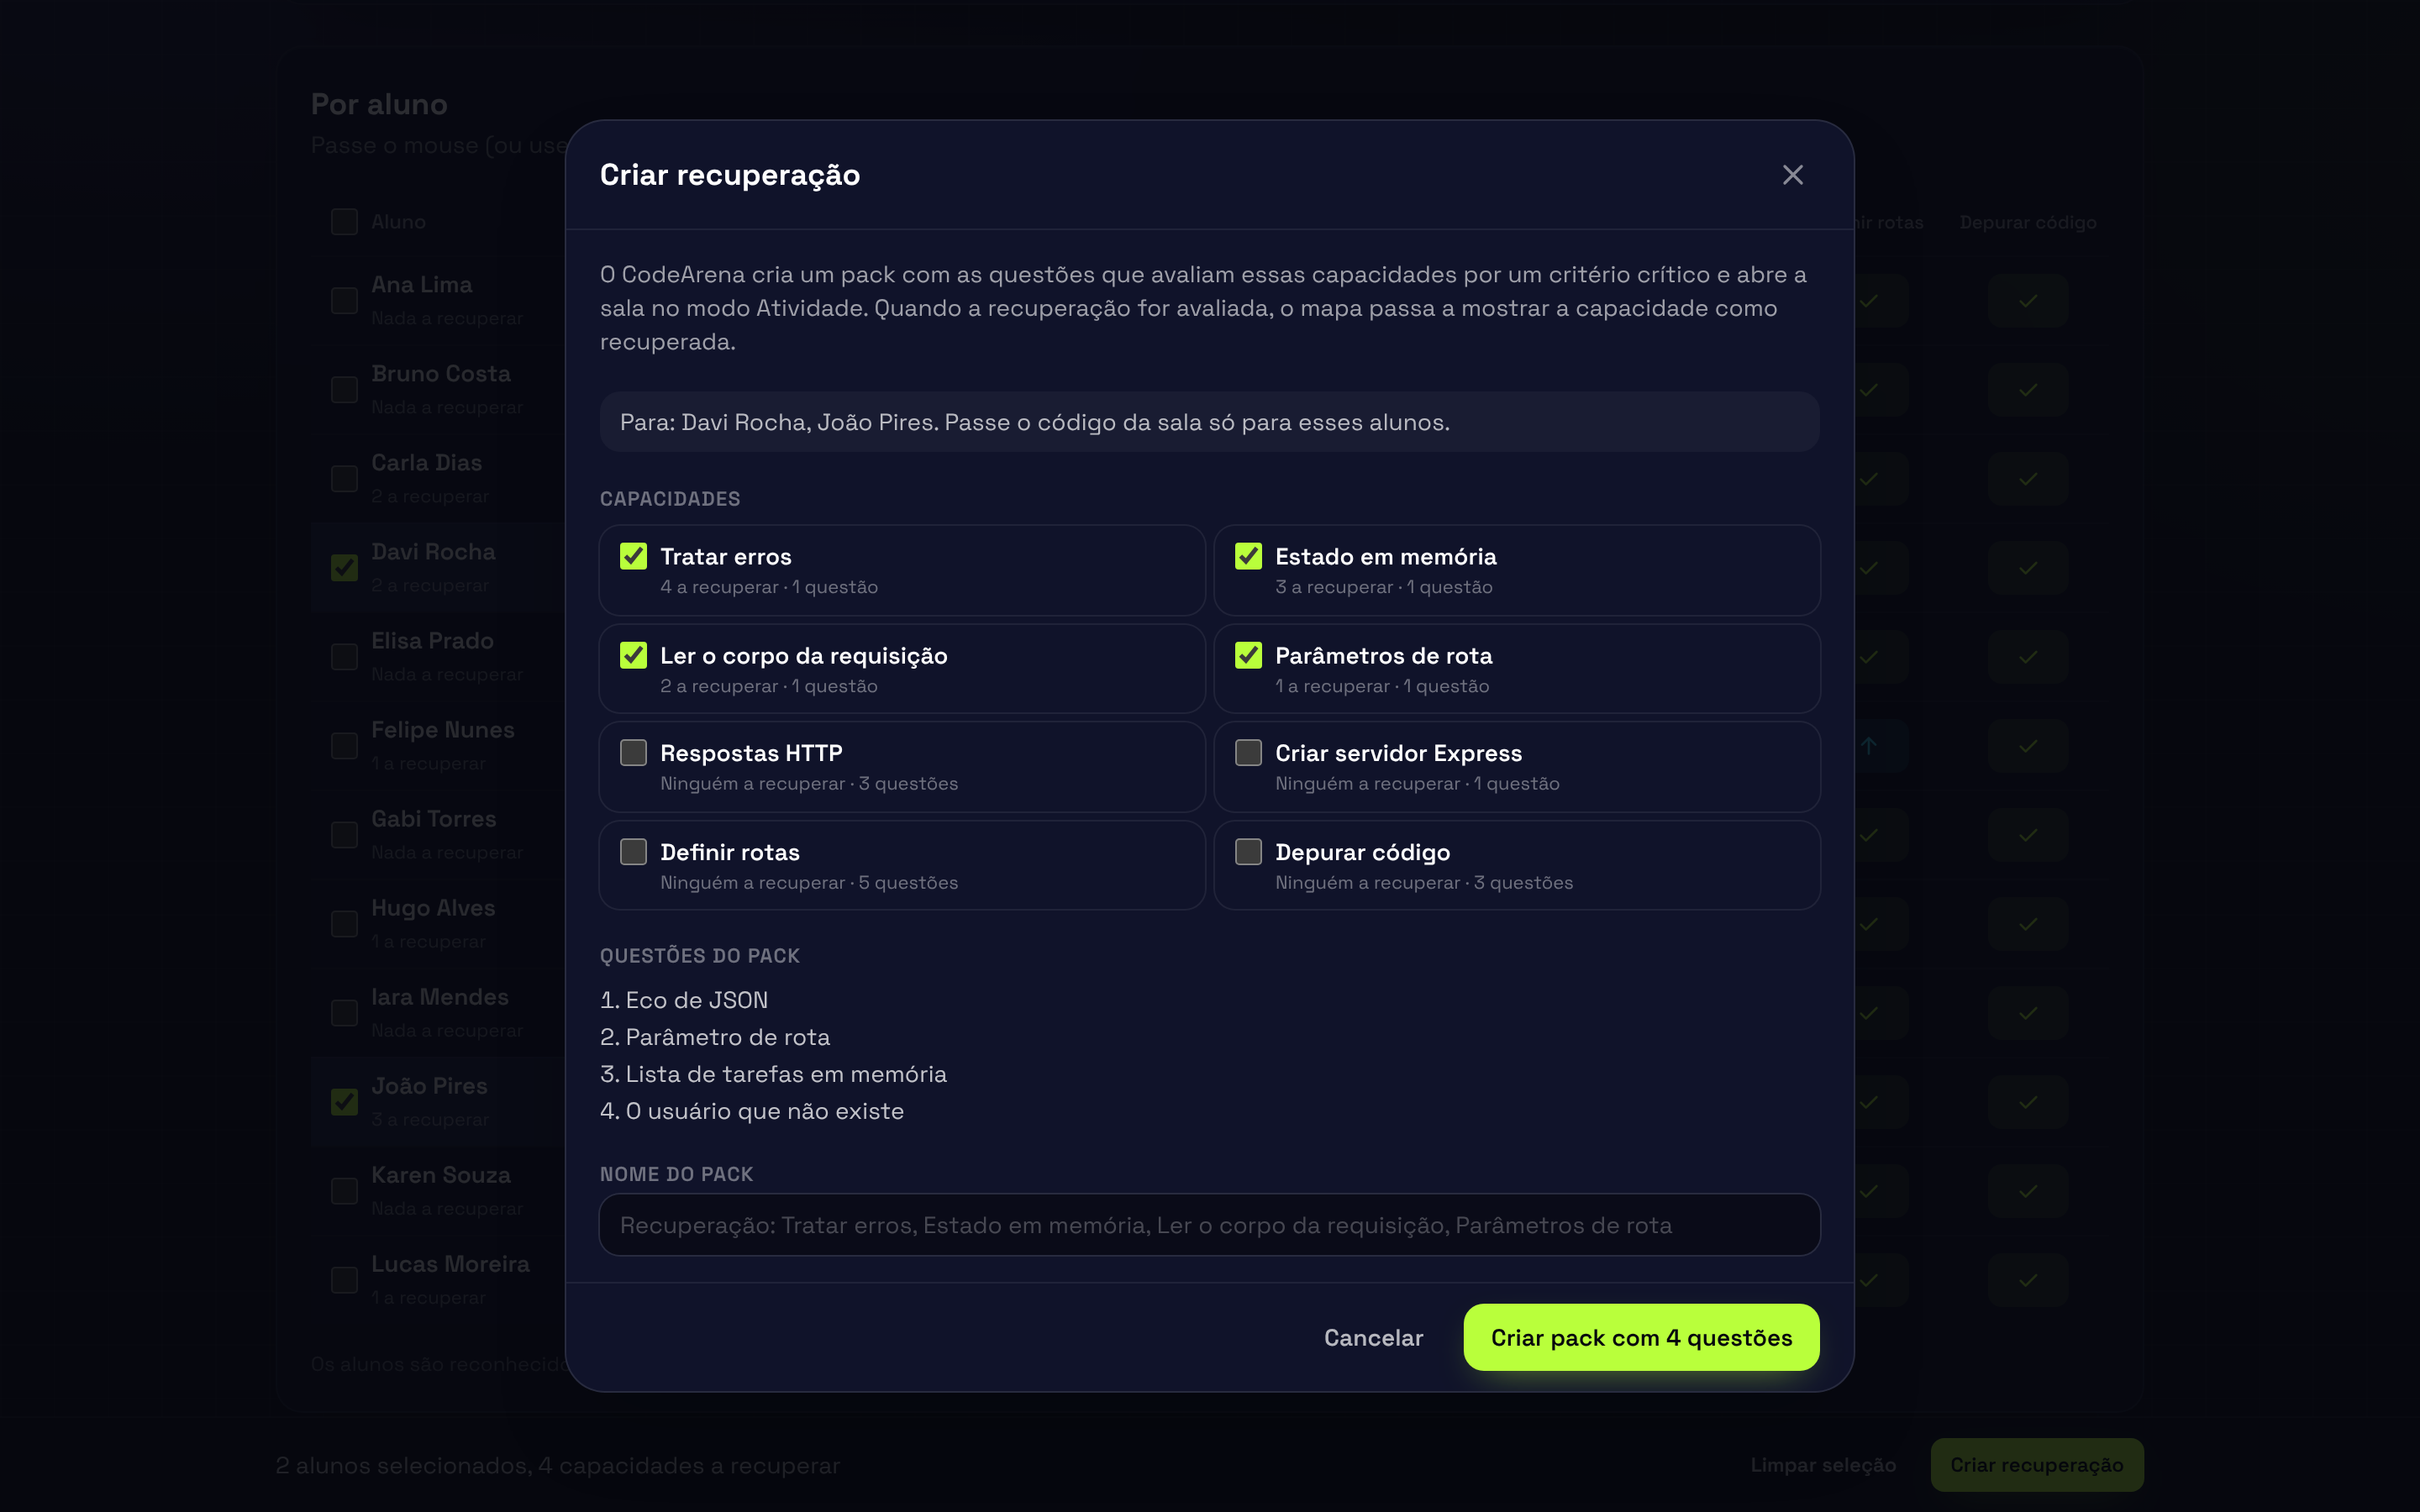 Por aluno
Passe o mouse (ou use
Aluno
nir rotas
Depurar código
Ana Lima
Nada a recuperar
Bruno Costa
Nada a recuperar
Carla Dias
2 a recuperar
Davi Rocha
2 a recuperar
Elisa Prado
Nada a recuperar
Felipe Nunes
1 a recuperar
Gabi Torres
Nada a recuperar
Hugo Alves
1 a recuperar
Iara Mendes
Nada a recuperar
João Pires
3 a recuperar
Karen Souza
Nada a recuperar
Lucas Moreira
1 a recuperar
Criar recuperação
O CodeArena cria um pack com as questões que avaliam essas capacidades por um critério crítico e abre a
sala no modo Atividade. Quando a recuperação for avaliada, o mapa passa a mostrar a capacidade como
recuperada.
Para: Davi Rocha, João Pires. Passe o código da sala só para esses alunos.
CAPACIDADES
Tratar erros
4 a recuperar · 1 questão
Estado em memória
3 a recuperar · 1 questão
Ler o corpo da requisição
2 a recuperar · 1 questão
Parâmetros de rota
1 a recuperar · 1 questão
Respostas HTTP
Ninguém a recuperar · 3 questões
Criar servidor Express
Ninguém a recuperar · 1 questão
Definir rotas
Ninguém a recuperar · 5 questões
Depurar código
Ninguém a recuperar · 3 questões
QUESTÕES DO PACK
1. Eco de JSON
2. Parâmetro de rota
3. Lista de tarefas em memória
4. O usuário que não existe
NOME DO PACK
Recuperação: Tratar erros, Estado em memória, Ler o corpo da requisição, Parâmetros de rota
Cancelar
Criar pack com 4 questões
Os alunos são reconhecido
2 alunos selecionados, 4 capacidades a recuperar
Limpar seleção
Criar recuperação